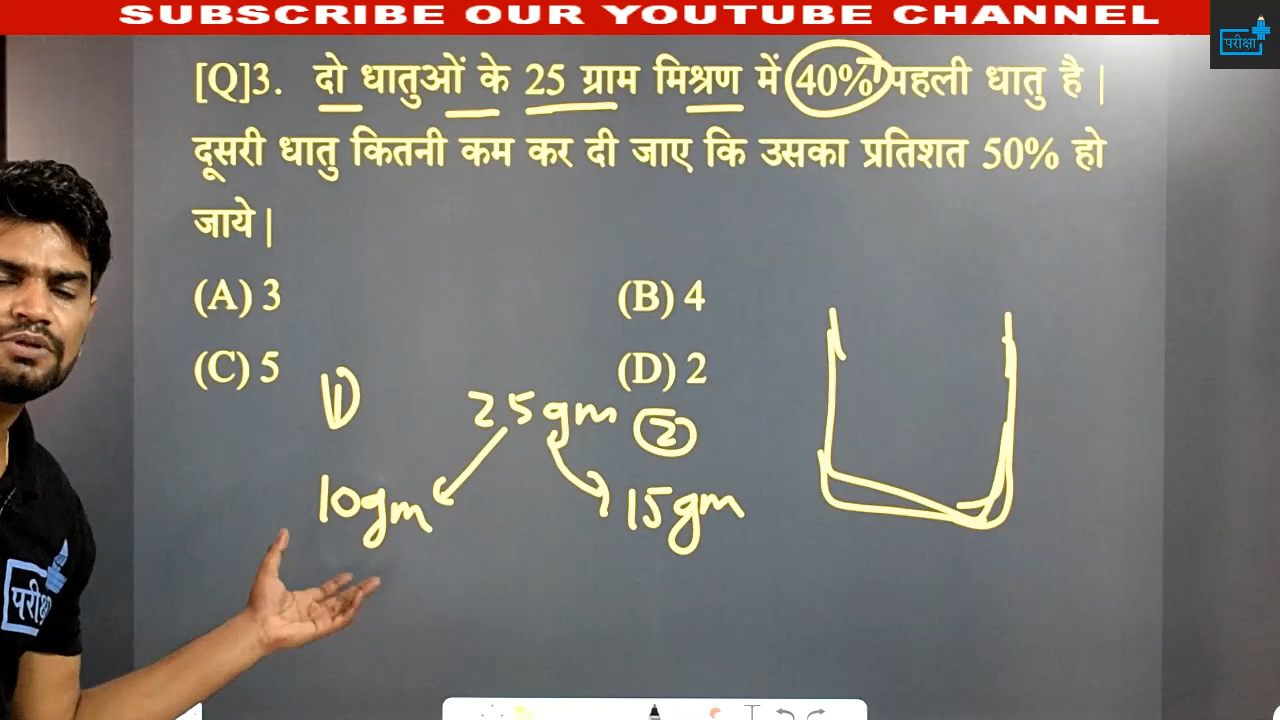 SUBSCRIBE OUR YOUTUBE CHANNEL
परीक्षा
[Q]3. दो धातुओं के 25 ग्राम मिश्रण में 40% पहली धातु है |
दूसरी धातु कितनी कम कर दी जाए कि उसका प्रतिशत 50% हो
जाये |
(A) 3 (B) 4
(C) 5 (D) 2
1 25gm 2
10gm 15gm
परीक्षा